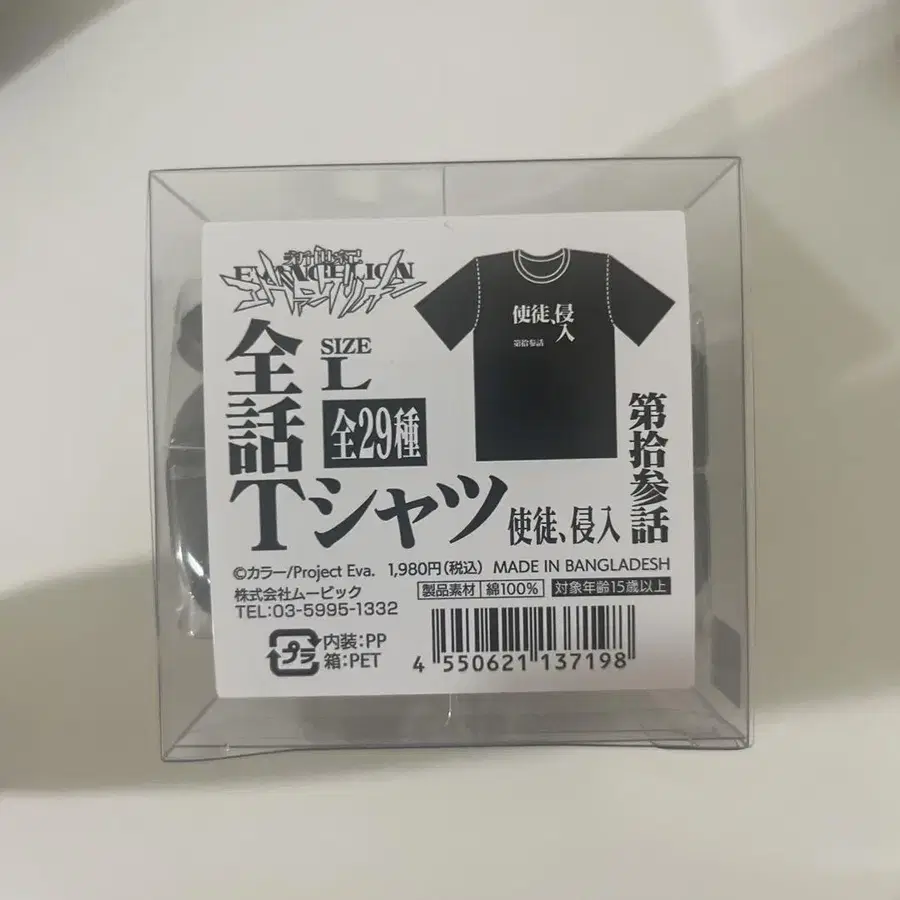 新世紀
EVANGELION
エヴァンゲリオン
全話
Tシャツ
SIZE
L
全29種
使徒、侵入
第拾参話
第拾参話
使徒、侵入
©カラー/Project Eva. 1,980円(税込) MADE IN BANGLADESH
株式会社ムービック
製品素材 綿100% 対象年齢15歳以上
TEL:03-5995-1332
プラ
内装:PP
箱:PET
4 550621 137198